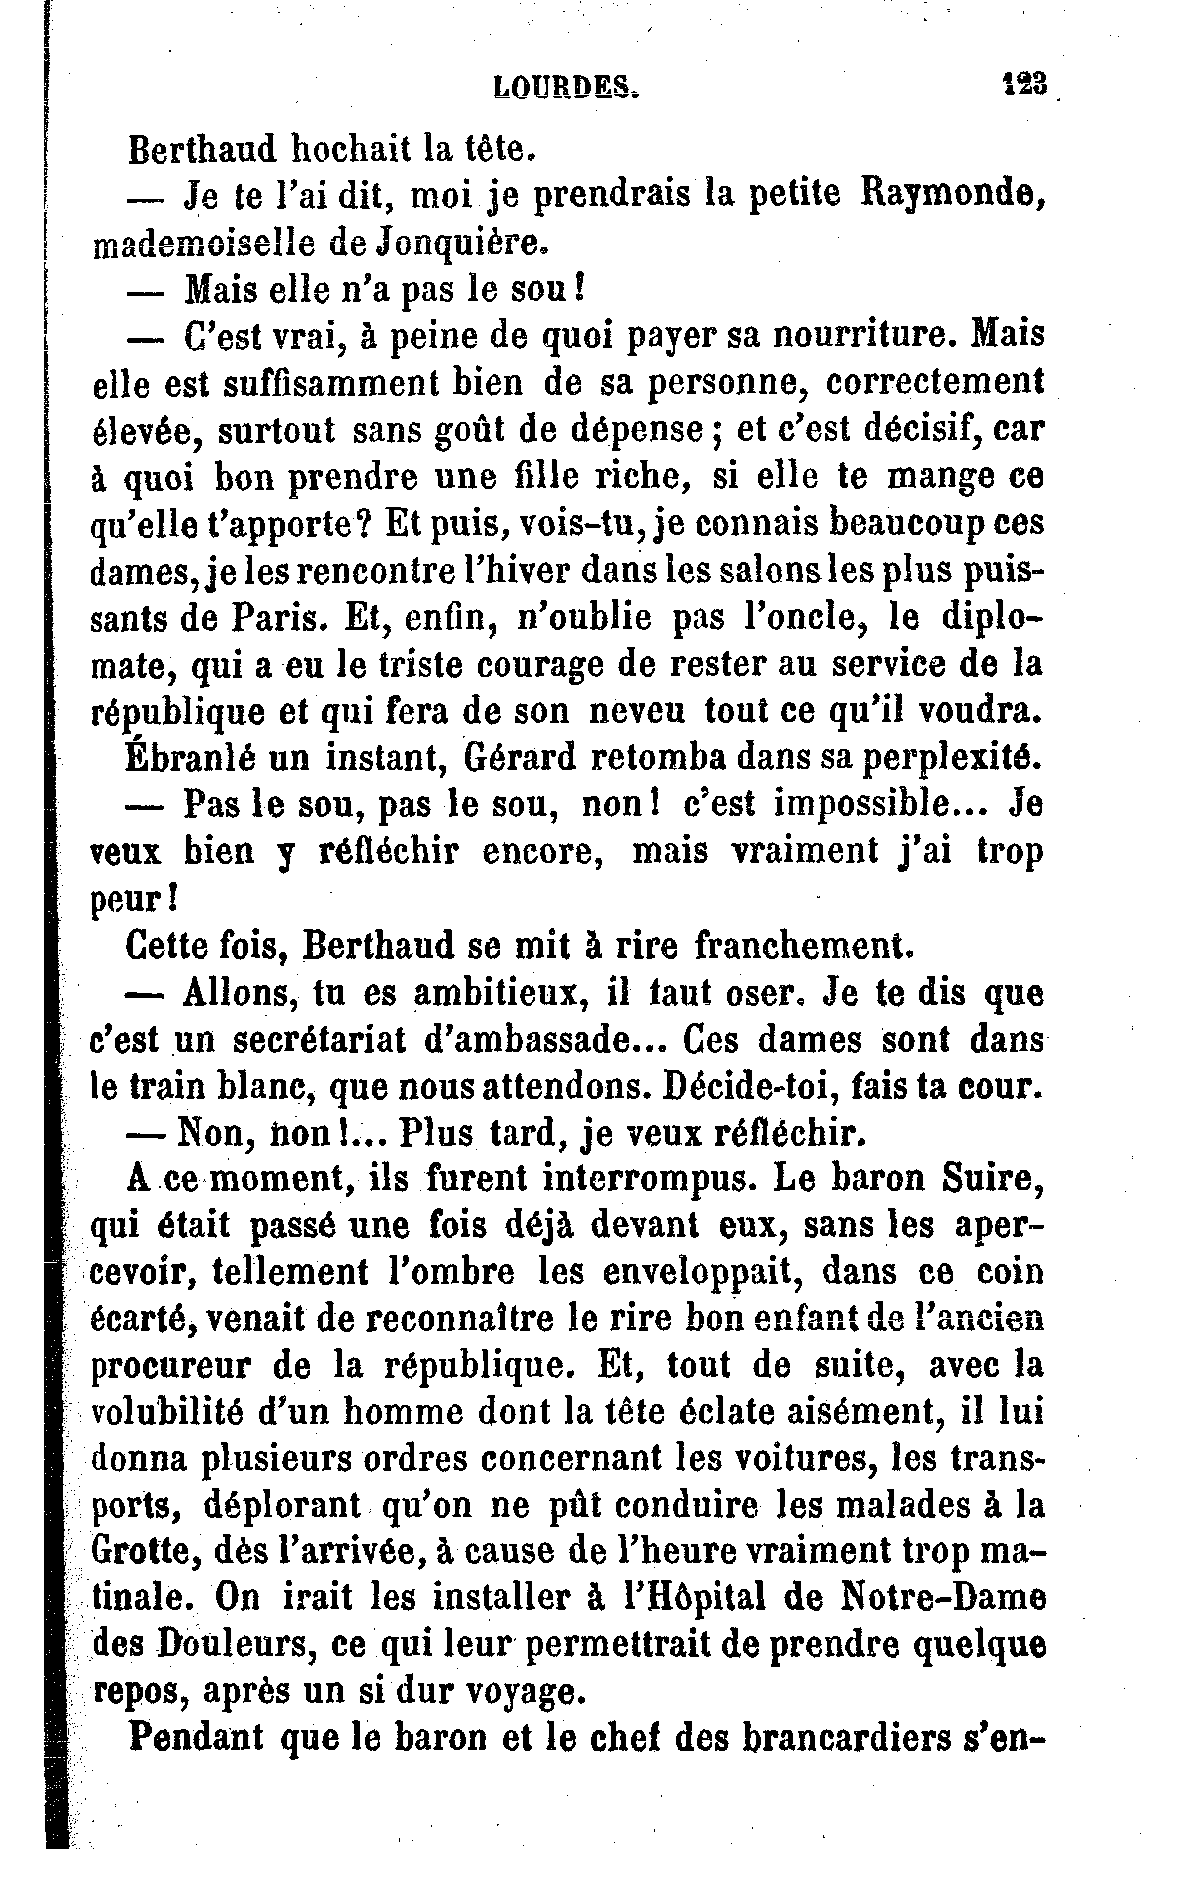 LOURDES. 123
Berthaud hochait la tête.
— Je te l'ai dit, moi je prendrais la petite Raymonde,
mademoiselle de Jonquière.
— Mais elle n'a pas le sou !
— C'est vrai, à peine de quoi payer sa nourriture. Mais
elle est suffisamment bien de sa personne, correctement
élevée, surtout sans goût de dépense ; et c'est décisif, car
à quoi bon prendre une fille riche, si elle te mange ce
qu'elle t'apporte? Et puis, vois-tu, je connais beaucoup ces
dames, je les rencontre l'hiver dans les salons les plus puis-
sants de Paris. Et, enfin, n'oublie pas l'oncle, le diplo-
mate, qui a eu le triste courage de rester au service de la
république et qui fera de son neveu tout ce qu'il voudra.
Ébranlé un instant, Gérard retomba dans sa perplexité.
— Pas le sou, pas le sou, non! c'est impossible... Je
veux bien y réfléchir encore, mais vraiment j'ai trop
peur!
Cette fois, Berthaud se mit à rire franchement.
— Allons, tu es ambitieux, il faut oser. Je te dis que
c'est un secrétariat d'ambassade... Ces dames sont dans
le train blanc, que nous attendons. Décide-toi, fais ta cour.
— Non, non!... Plus tard, je veux réfléchir.
A ce moment, ils furent interrompus. Le baron Suire,
qui était passé une fois déjà devant eux, sans les aper-
cevoir, tellement l'ombre les enveloppait, dans ce coin
écarté, venait de reconnaître le rire bon enfant de l'ancien
procureur de la république. Et, tout de suite, avec la
volubilité d'un homme dont la tête éclate aisément, il lui
donna plusieurs ordres concernant les voitures, les trans-
ports, déplorant qu'on ne pût conduire les malades à la
Grotte, dès l'arrivée, à cause de l'heure vraiment trop ma-
tinale. On irait les installer à l'Hôpital de Notre-Dame
des Douleurs, ce qui leur permettrait de prendre quelque
repos, après un si dur voyage.
Pendant que le baron et le chef des brancardiers s'en-